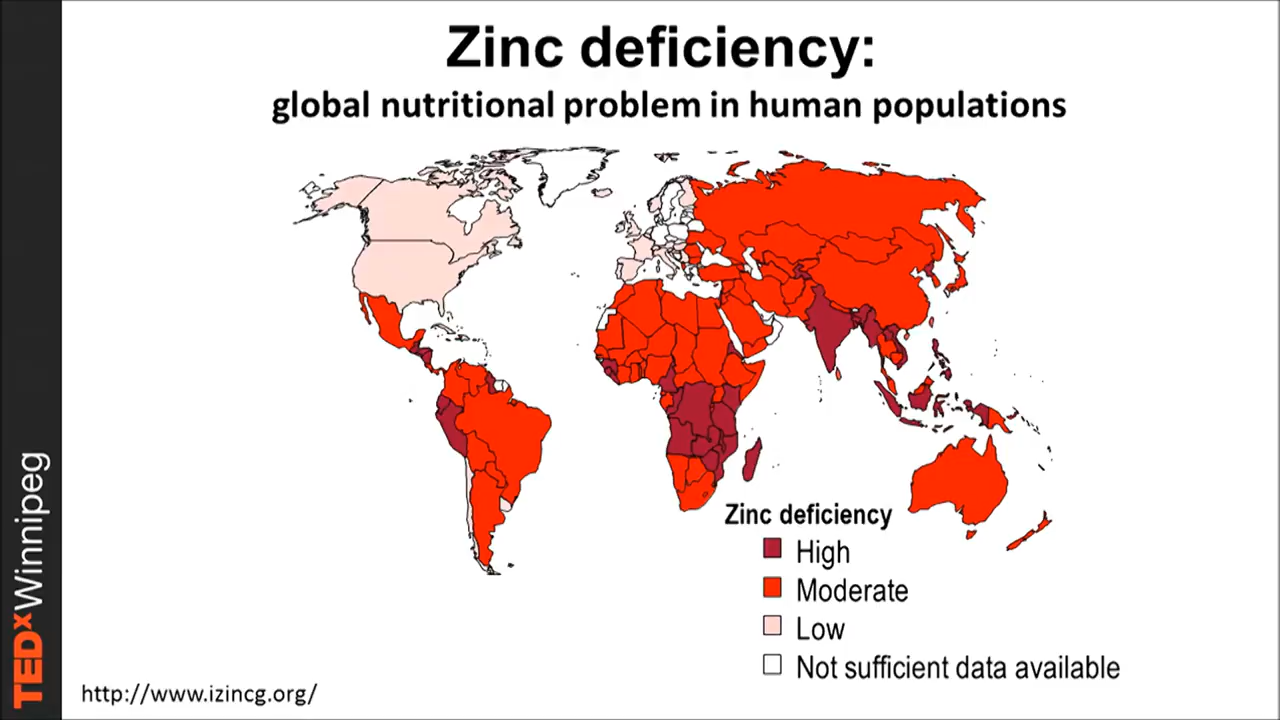 Zinc deficiency:
global nutritional problem in human populations
Zinc deficiency
High
Moderate
Low
Not sufficient data available
http://www.izincg.org/
TEDxWinnipeg